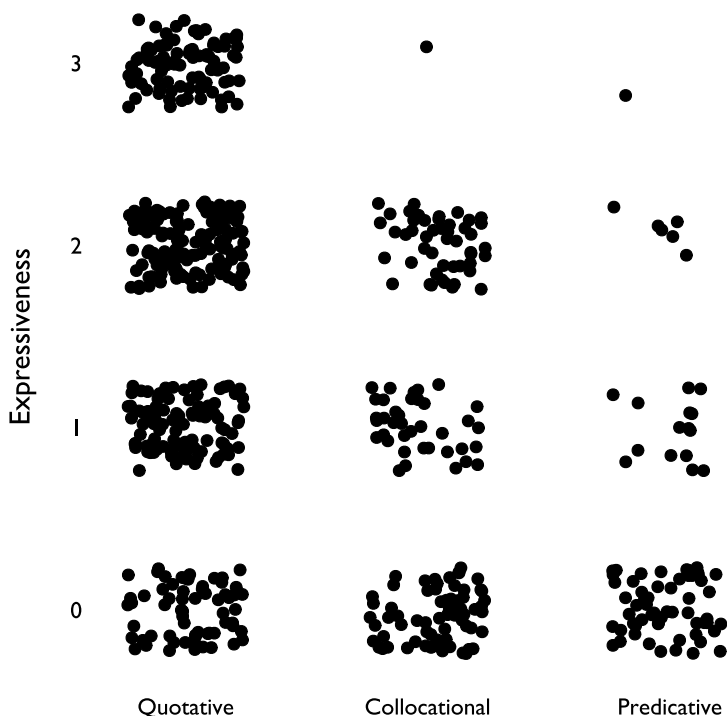 Expressiveness
3
2
1
0
Quotative
Collocational
Predicative